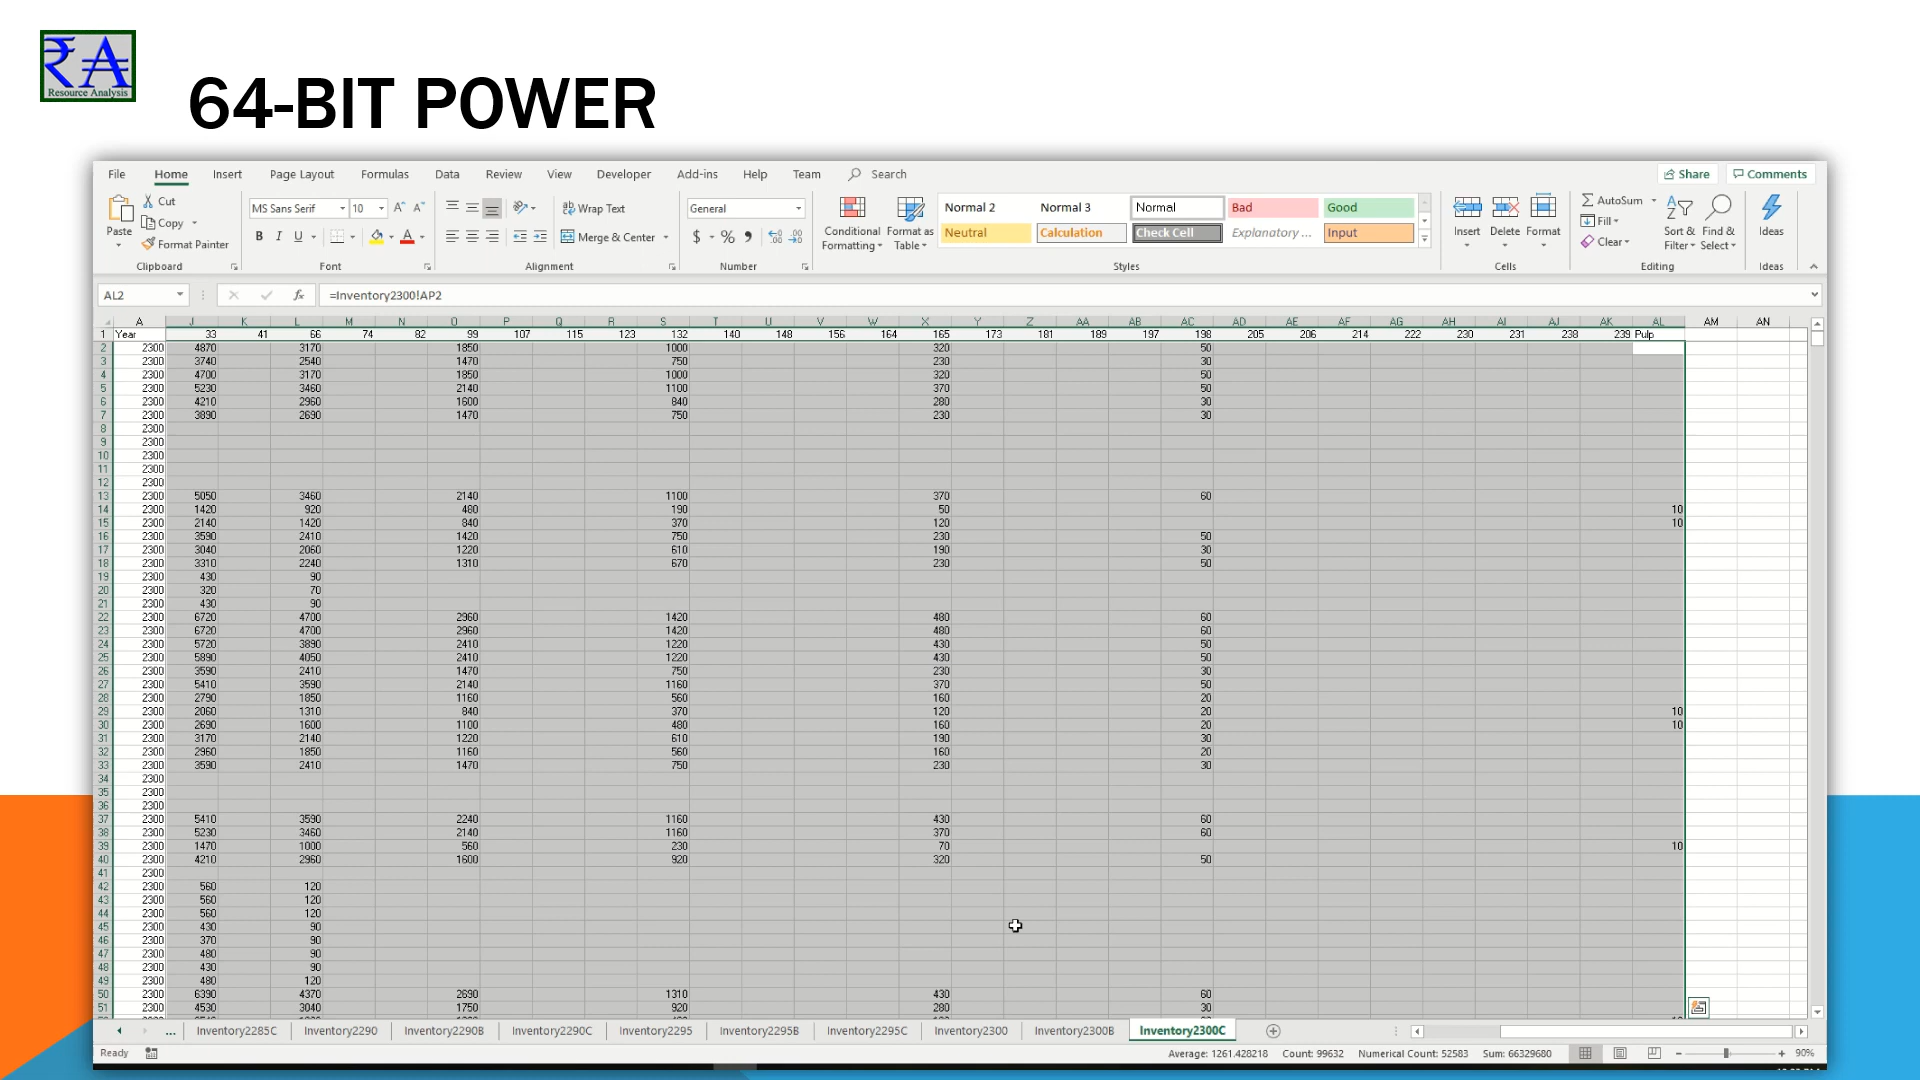 ₹A
Resource Analysis
64-BIT POWER
File Home Insert Page Layout Formulas Data Review View Developer Add-ins Help Team Search Share Comments
Paste Cut Copy Format Painter Clipboard
MS Sans Serif 10 B I U Font
Wrap Text Merge & Center Alignment
General $ % Number
Conditional Formatting Format as Table
Normal 2 Normal 3 Normal Bad Good
Neutral Calculation Check Cell Explanatory ... Input
Styles
Insert Delete Format Cells
AutoSum Fill Clear Sort & Filter Find & Select Editing
Ideas Ideas
AL2 fx =Inventory2300!AP2
A J K L M N O P Q R S T U V W X Y Z AA AB AC AD AE AF AG AH AI AJ AK AL AM AN
1 Year 33 41 66 74 82 99 107 115 123 132 140 148 156 164 165 173 181 189 197 198 205 206 214 222 230 231 238 239 Pulp
2 2300 4870 3170 1850 1000 320 50
3 2300 3740 2540 1470 750 230 30
4 2300 4700 3170 1850 1000 320 50
5 2300 5230 3460 2140 1100 370 50
6 2300 4210 2960 1600 840 280 30
7 2300 3890 2690 1470 750 230 30
8 2300
9 2300
10 2300
11 2300
12 2300
13 2300 5050 3460 2140 1100 370 60
14 2300 1420 920 480 190 50 10
15 2300 2140 1420 840 370 120 10
16 2300 3590 2410 1420 750 230 50
17 2300 3040 2060 1220 610 190 30
18 2300 3310 2240 1310 670 230 50
19 2300 430 90
20 2300 320 70
21 2300 430 90
22 2300 6720 4700 2960 1420 480 60
23 2300 6720 4700 2960 1420 480 60
24 2300 5720 3890 2410 1220 430 50
25 2300 5890 4050 2410 1220 430 50
26 2300 3590 2410 1470 750 230 30
27 2300 5410 3590 2140 1160 370 50
28 2300 2790 1850 1160 560 160 20
29 2300 2060 1310 840 370 120 20 10
30 2300 2690 1600 1100 480 160 20 10
31 2300 3170 2140 1220 610 190 30
32 2300 2960 1850 1160 560 160 20
33 2300 3590 2410 1470 750 230 30
34 2300
35 2300
36 2300
37 2300 5410 3590 2240 1160 430 60
38 2300 5230 3460 2140 1160 370 60
39 2300 1470 1000 560 230 70 10
40 2300 4210 2960 1600 920 320 50
41 2300
42 2300 560 120
43 2300 560 120
44 2300 560 120
45 2300 430 90
46 2300 370 90
47 2300 480 90
48 2300 430 90
49 2300 480 120
50 2300 6390 4370 2690 1310 430 60
51 2300 4530 3040 1750 920 280 30
... Inventory2285C Inventory2290 Inventory2290B Inventory2290C Inventory2295 Inventory2295B Inventory2295C Inventory2300 Inventory2300B Inventory2300C
Ready Average: 1261.428218 Count: 99632 Numerical Count: 52583 Sum: 66329680 90%